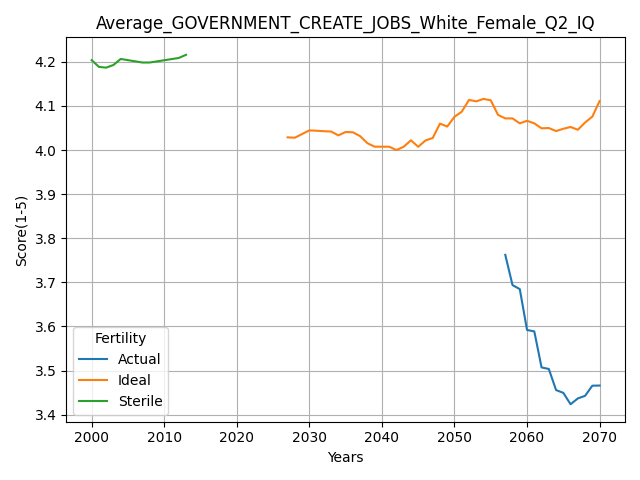 Average_GOVERNMENT_CREATE_JOBS_White_Female_Q2_IQ
Score(1-5)
4.2
4.1
4.0
3.9
3.8
3.7
3.6
3.5
3.4
Fertility
Actual
Ideal
Sterile
2000 2010 2020 2030 2040 2050 2060 2070
Years